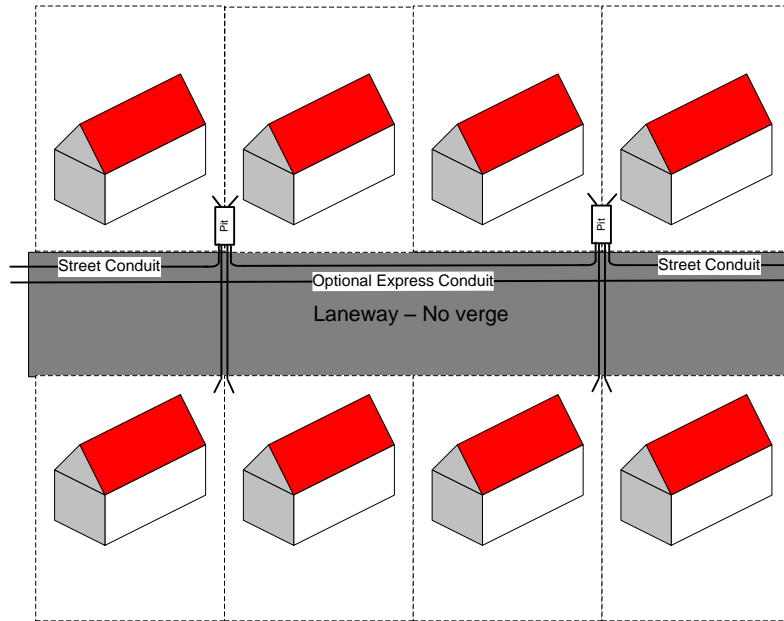 Pit
Pit
Street Conduit
Street Conduit
Optional Express Conduit
Laneway – No verge